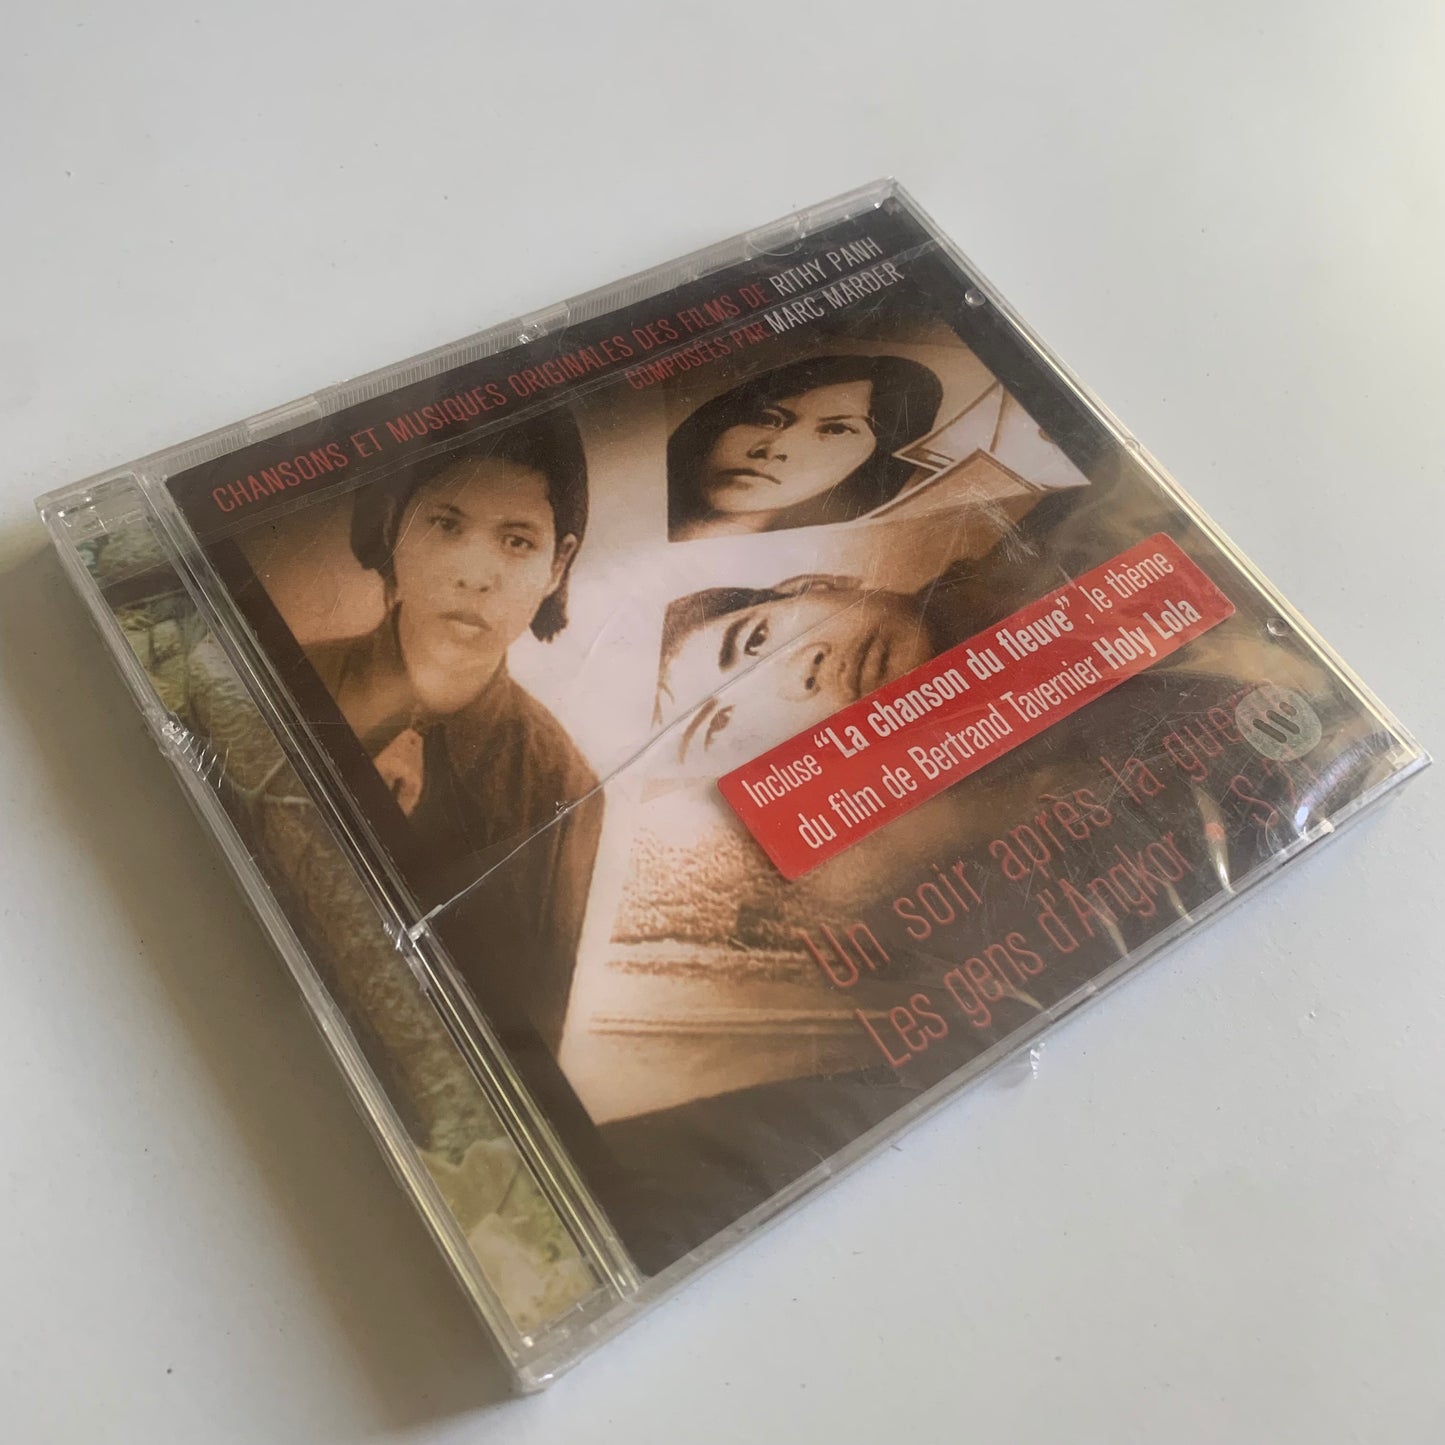 CHANSONS ET MUSIQUES ORIGINALES DES FILMS DE RITHY PANH
COMPOSÉES PAR MARC MARDER
Incluse “La chanson du fleuve”, le thème
du film de Bertrand Tavernier Holy Lola
Un soir après la
Les gens d'Angkor